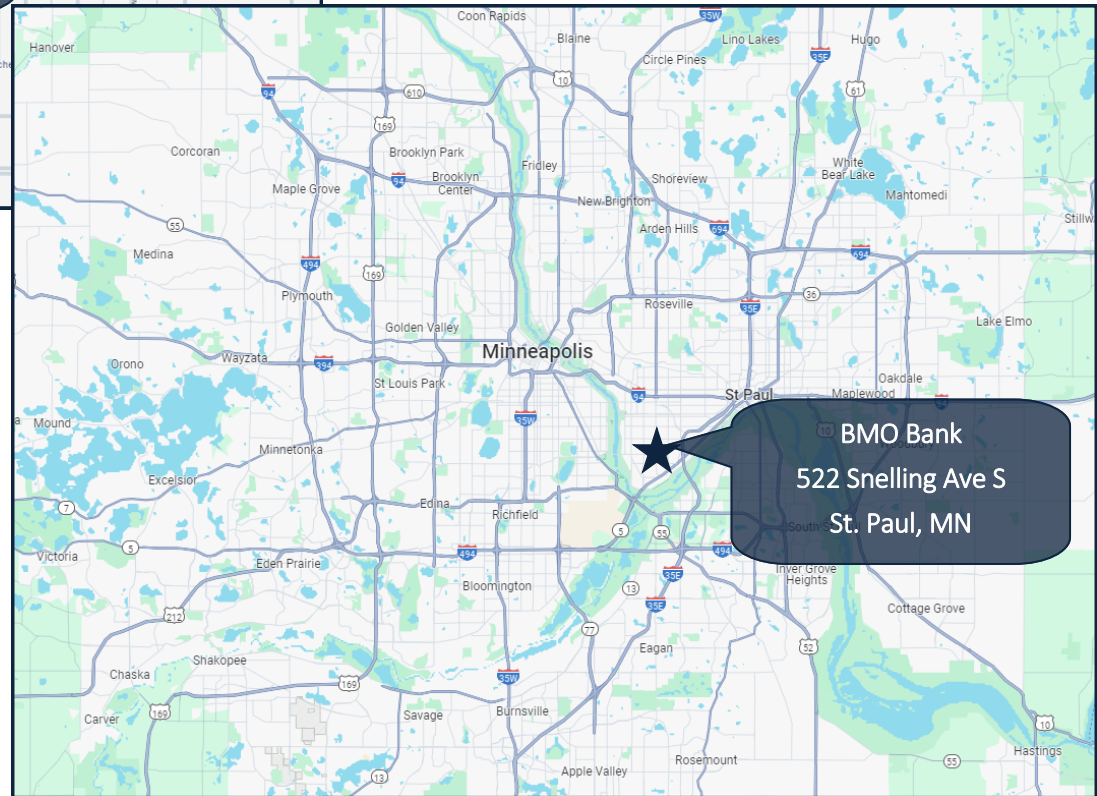 Coon Rapids
35W
Hanover
Blaine
Lino Lakes
Hugo
Circle Pines
35E
10
94
610
61
169
Corcoran
Brooklyn Park
Fridley
White
Bear Lake
Maple Grove
94
Brooklyn
Center
Shoreview
Mahtomedi
New Brighton
55
Arden Hills
694
Medina
494
169
694
Plymouth
36
Roseville
35E
Golden Valley
Lake Elmo
Minneapolis
Orono
Wayzata
394
St Louis Park
94
St Paul
Oakdale
Maplewood
35W
Mound
BMO Bank
522 Snelling Ave S
St. Paul, MN
10
Minnetonka
Excelsior
7
Edina
Richfield
5
55
5
Victoria
494
494
Eden Prairie
Inver Grove
Heights
35E
Bloomington
13
35E
Cottage Grove
212
77
Eagan
52
Shakopee
Chaska
169
35W
Carver
169
Savage
Burnsville
10
Hastings
Rosemount
55
Apple Valley
13